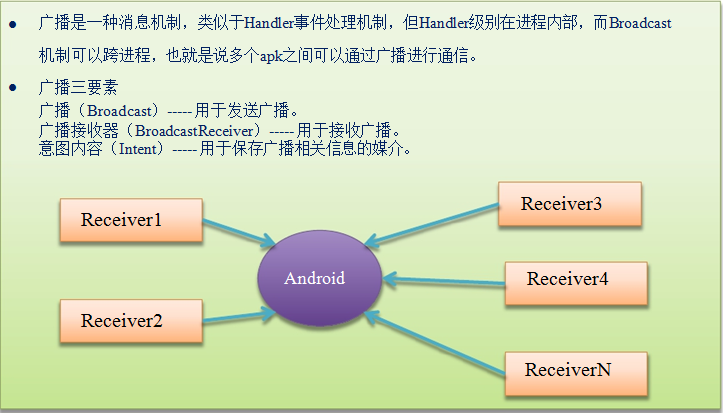 广播是一种消息机制，类似于Handler事件处理机制，但Handler级别在进程内部，而Broadcast
机制可以跨进程，也就是说多个apk之间可以通过广播进行通信。
广播三要素
广播（Broadcast）-----用于发送广播。
广播接收器（BroadcastReceiver）-----用于接收广播。
意图内容（Intent）-----用于保存广播相关信息的媒介。
Receiver1
Receiver3
Android
Receiver4
Receiver2
ReceiverN